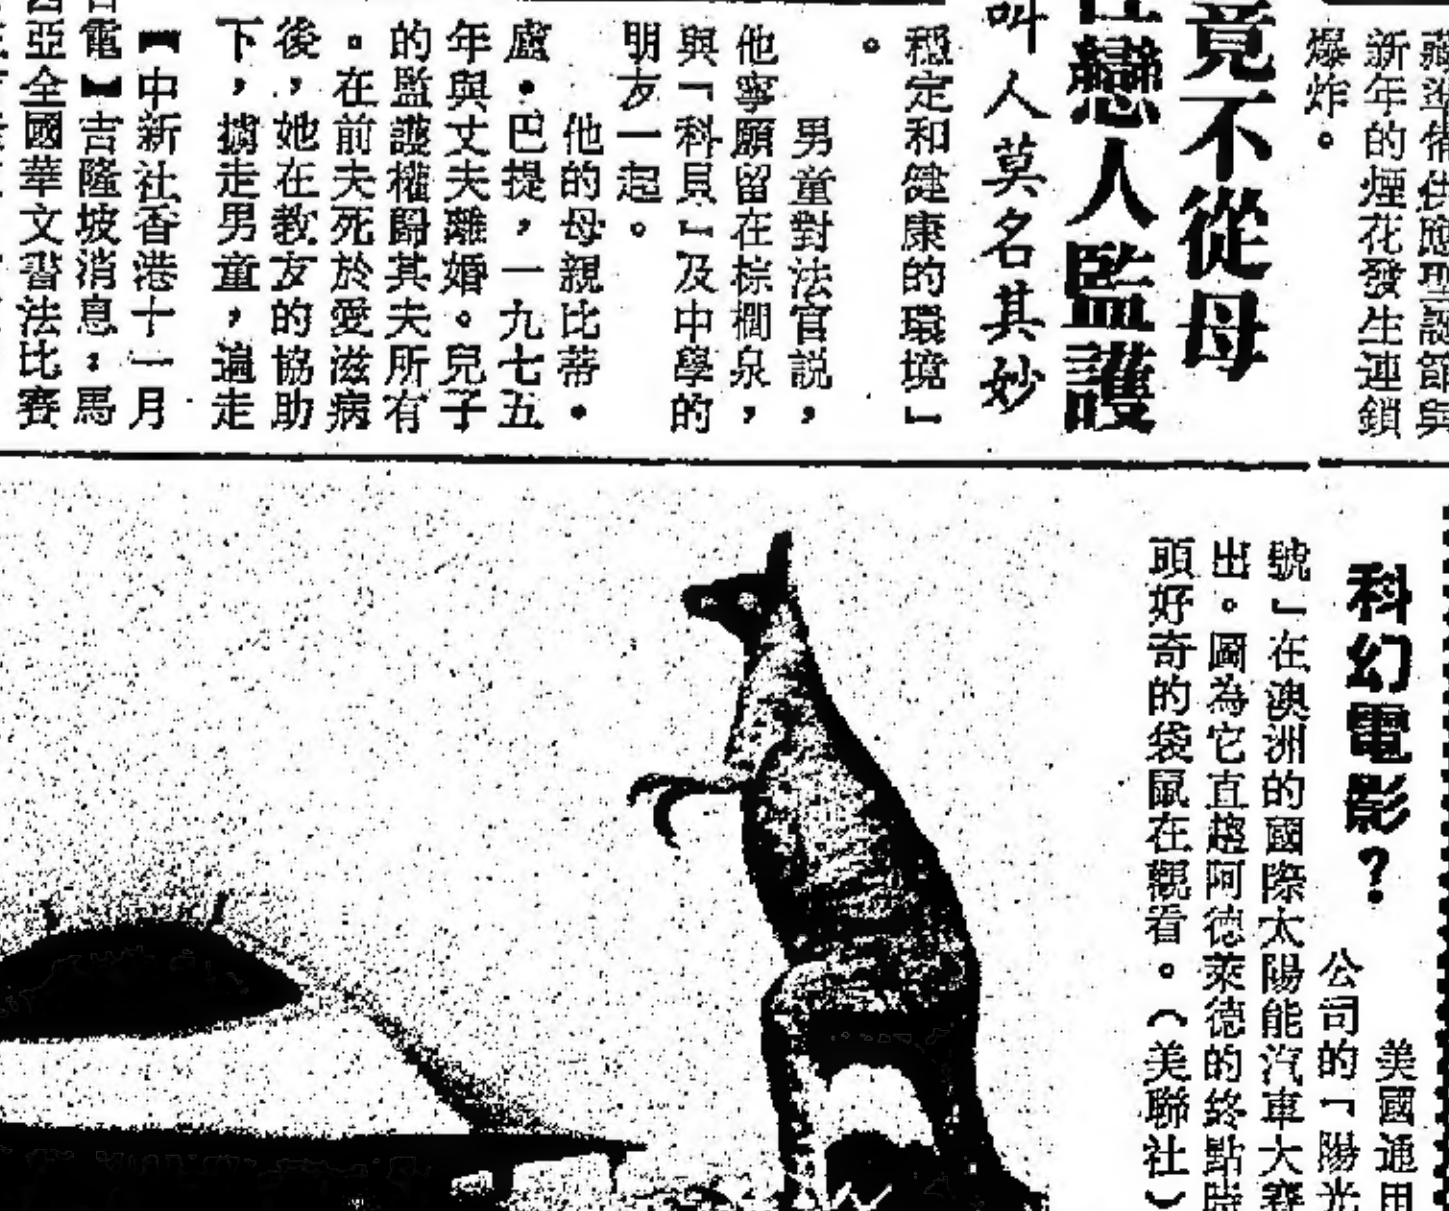 新年的煙花發生連鎖
爆炸。
竟不從母
戀人監護
叫人莫名其妙
穩定和健康的環境」
。
男童對法官說，
他寧願留在棕櫚泉，
與「科貝」及中學的
朋友一起。
他的母親比蒂・
盧・巴提，一九七五
年與丈夫離婚。兒子
的監護權歸其夫所有
。在前夫死於愛滋病
後，她在教友的協助
下，擄走男童，遍走
【中新社香港十一月
電】吉隆坡消息：馬
亞全國華文書法比賽
科幻電影？
美國通用
公司的「陽光
號」在澳洲的國際太陽能汽車大賽
出。圖為它直趨阿德萊德的終點時
頭好奇的袋鼠在觀看。（美聯社）